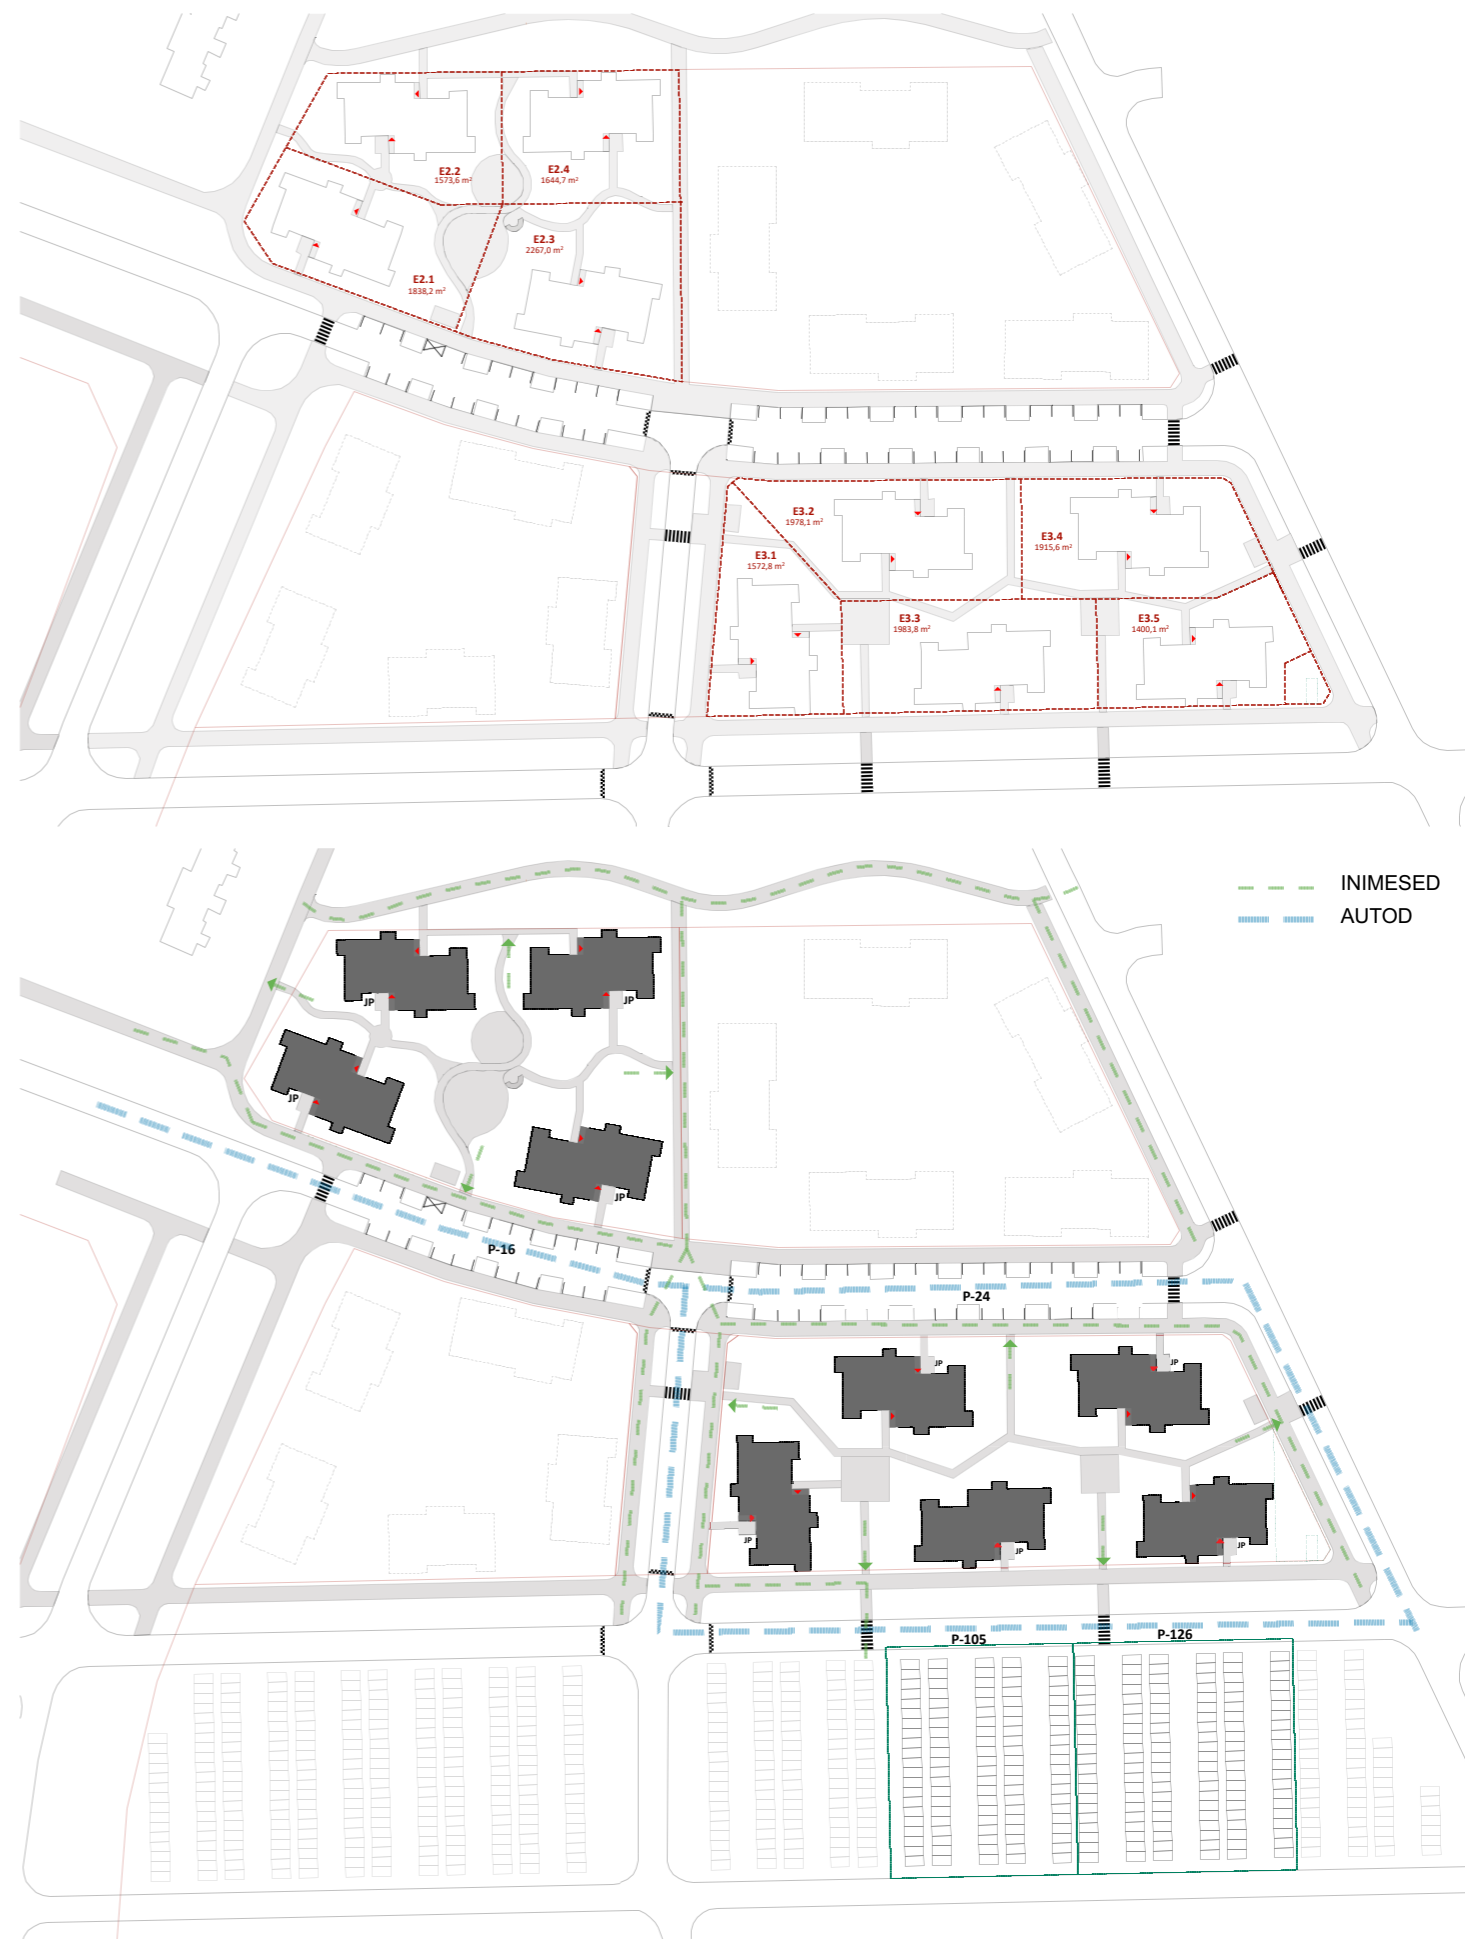 E2.2
1573,6 m²
E2.4
1644,7 m²
E2.3
2267,0 m²
E2.1
1838,2 m²
E3.2
1978,1 m²
E3.4
1915,6 m²
E3.1
1572,8 m²
E3.3
1983,8 m²
E3.5
1400,1 m²
INIMESED
AUTOD
JP
JP
JP
JP
P-16
P-24
JP
JP
JP
JP
JP
P-105
P-126